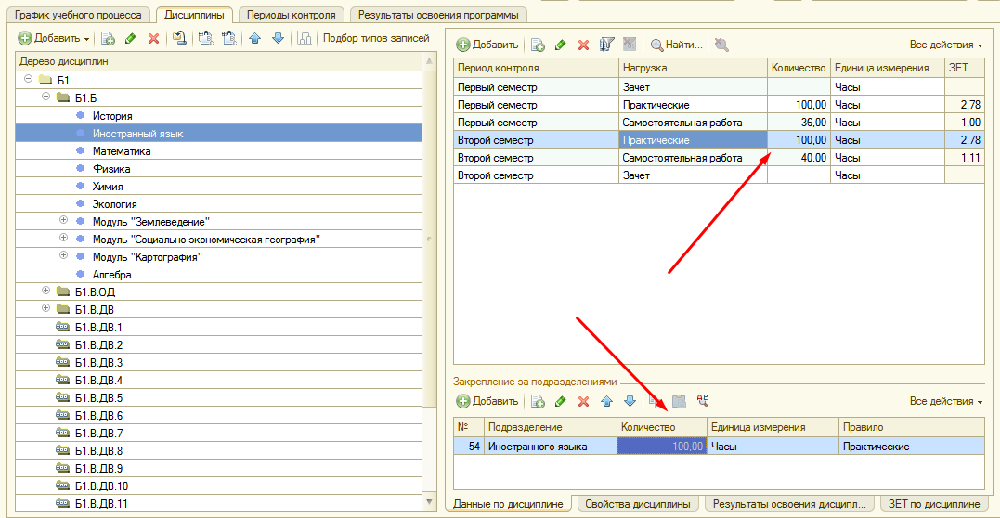 График учебного процесса Дисциплины Периоды контроля Результаты освоения программы
Добавить Подбор типов записей
Дерево дисциплин
Б1
Б1.Б
История
Иностранный язык
Математика
Физика
Химия
Экология
Модуль "Землеведение"
Модуль "Социально-экономическая география"
Модуль "Картография"
Алгебра
Б1.В.ОД
Б1.В.ДВ
Б1.В.ДВ.1
Б1.В.ДВ.2
Б1.В.ДВ.3
Б1.В.ДВ.4
Б1.В.ДВ.5
Б1.В.ДВ.6
Б1.В.ДВ.7
Б1.В.ДВ.8
Б1.В.ДВ.9
Б1.В.ДВ.10
Б1.В.ДВ.11
Добавить Найти... Все действия
Период контроля Нагрузка Количество Единица измерения ЗЕТ
Первый семестр Зачет Часы
Первый семестр Практические 100,00 Часы 2,78
Первый семестр Самостоятельная работа 36,00 Часы 1,00
Второй семестр Практические 100,00 Часы 2,78
Второй семестр Самостоятельная работа 40,00 Часы 1,11
Второй семестр Зачет Часы
Закрепление за подразделениями
Добавить Все действия
№ Подразделение Количество Единица измерения Правило
54 Иностранного языка 100,00 Часы Практические
Данные по дисциплине Свойства дисциплины Результаты освоения дисципл... ЗЕТ по дисциплине